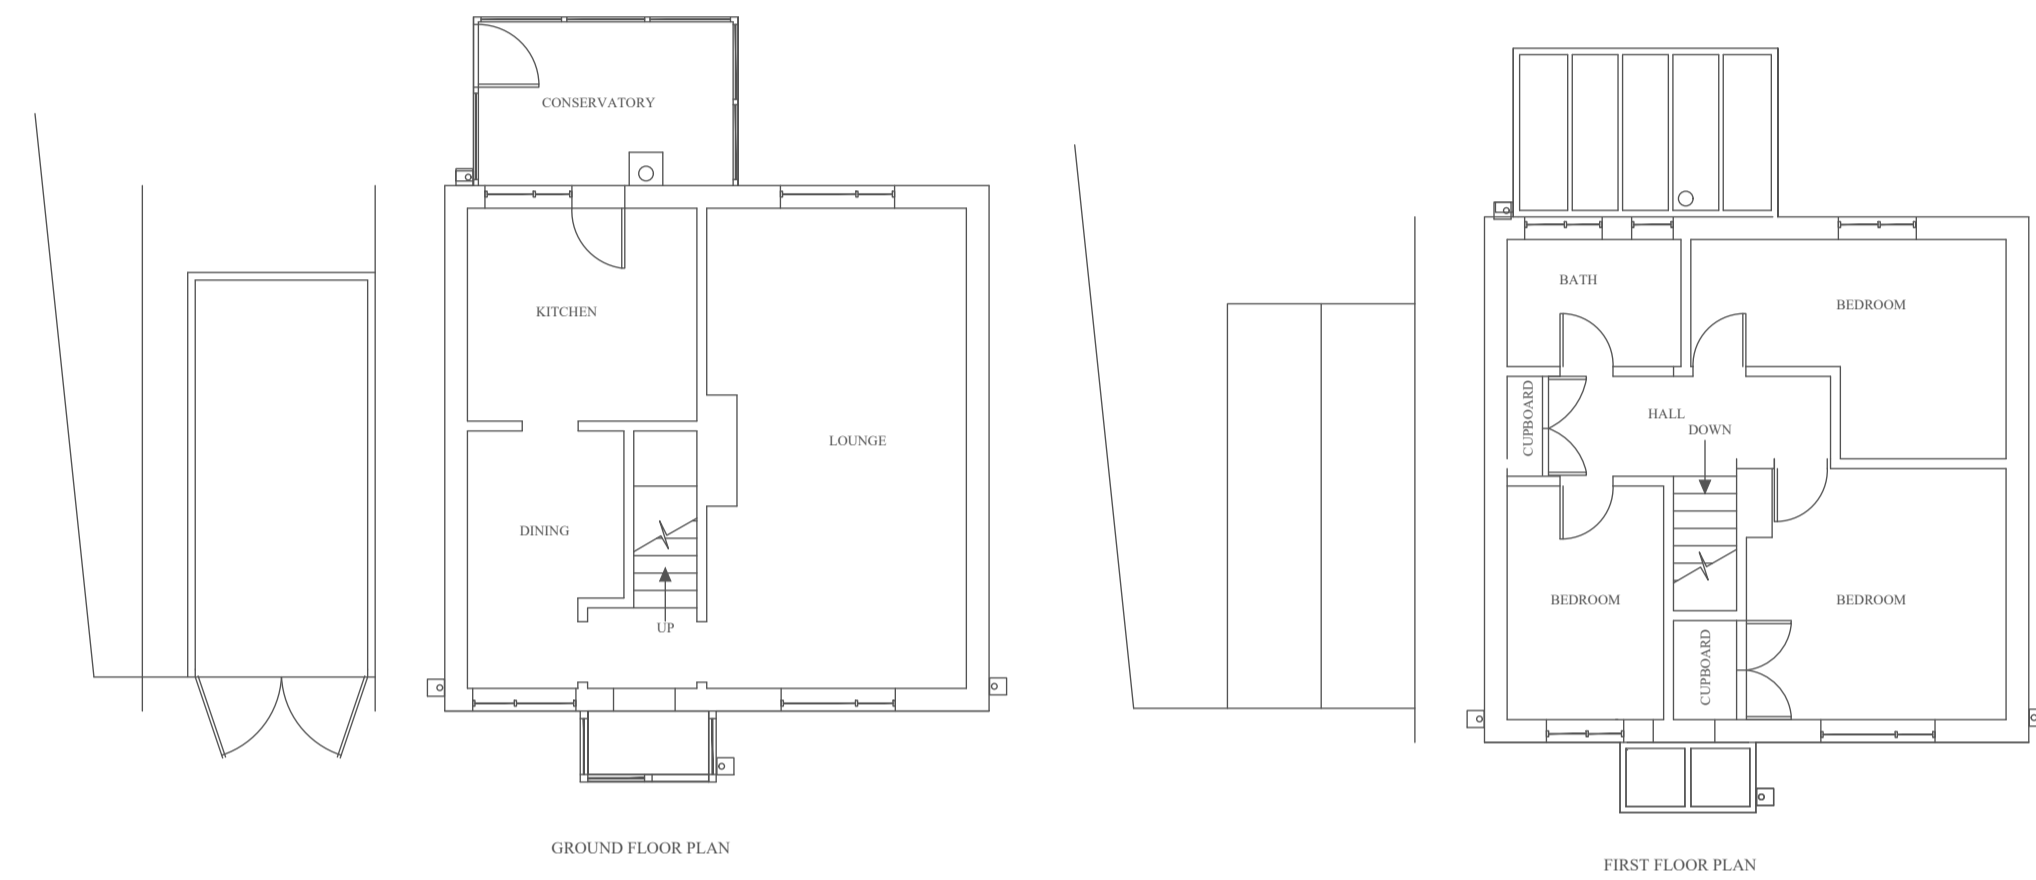 CONSERVATORY
KITCHEN
LOUNGE
DINING
UP
GROUND FLOOR PLAN
BATH
BEDROOM
CUPBOARD
HALL
DOWN
BEDROOM
BEDROOM
CUPBOARD
FIRST FLOOR PLAN